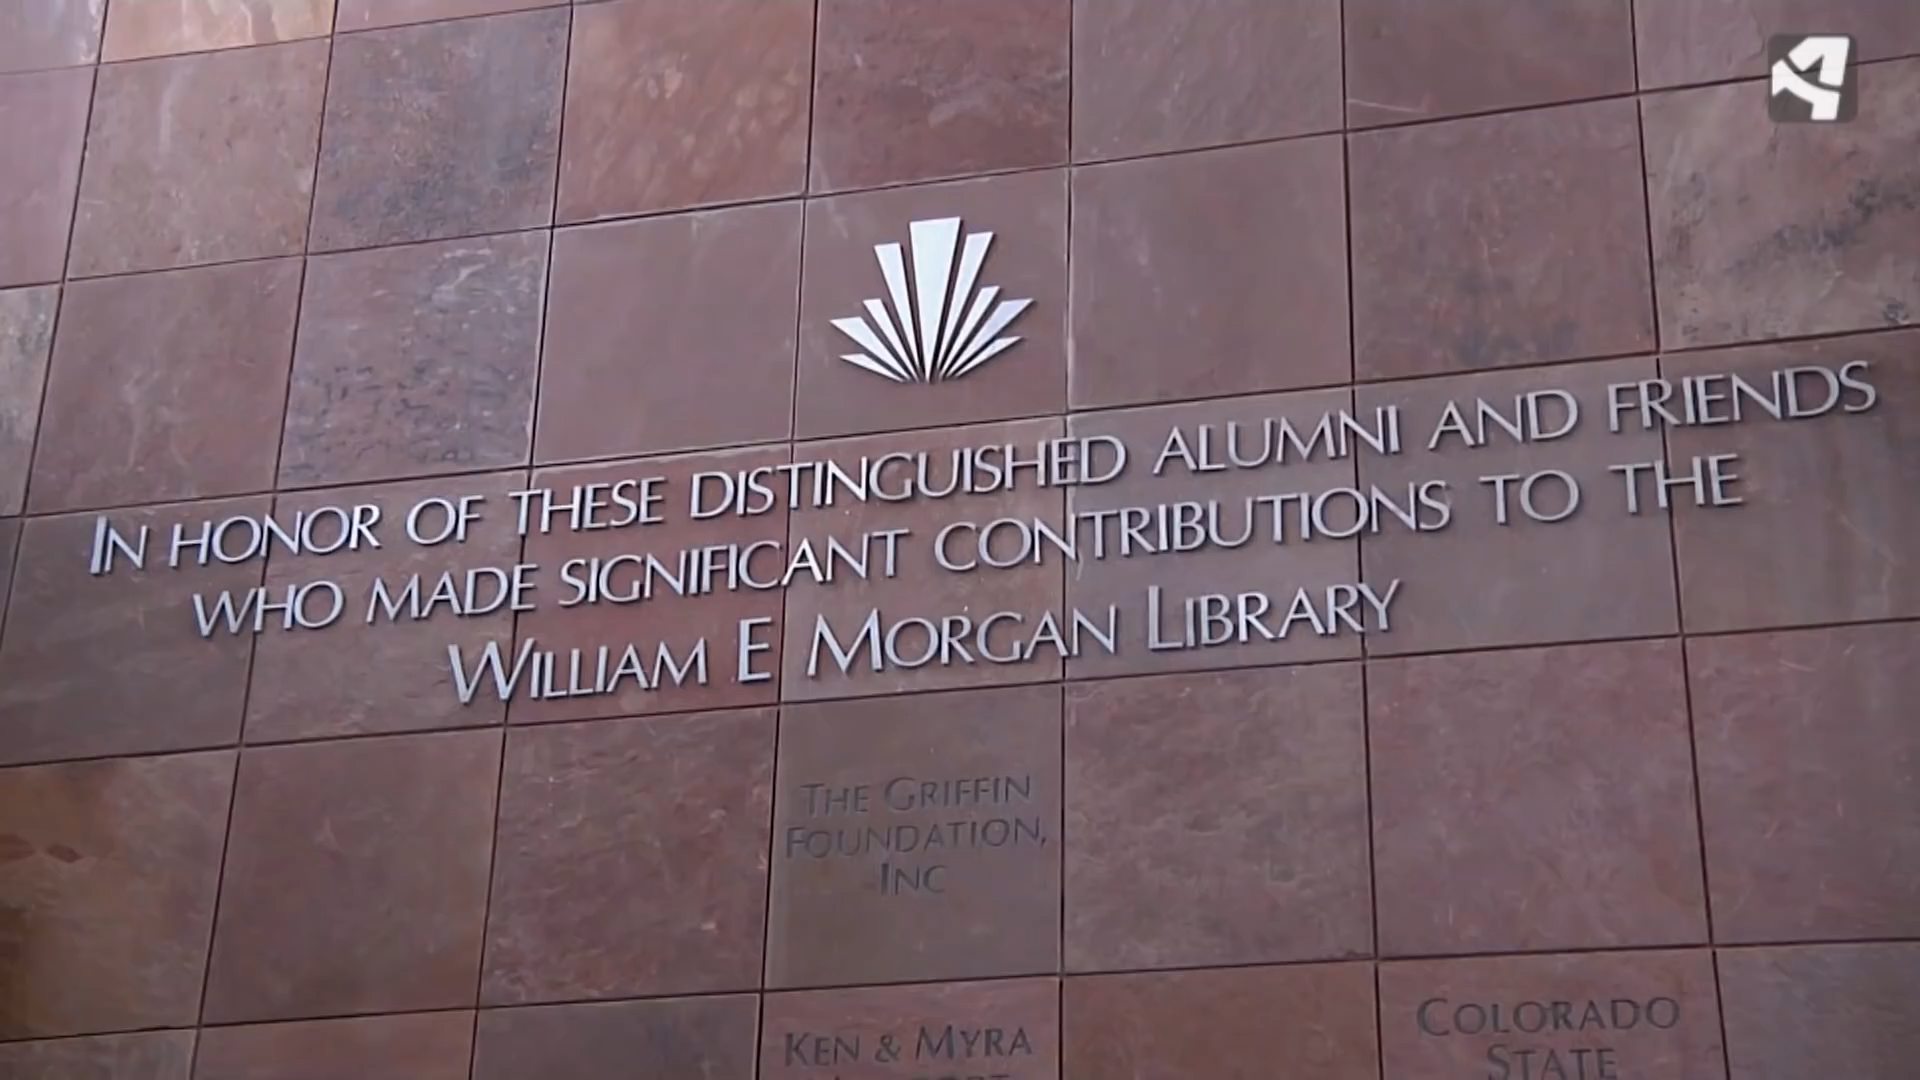 IN HONOR OF THESE DISTINGUISHED ALUMNI AND FRIENDS
WHO MADE SIGNIFICANT CONTRIBUTIONS TO THE
WILLIAM E MORGAN LIBRARY
THE GRIFFIN
FOUNDATION,
INC
KEN & MYRA
COLORADO
STATE